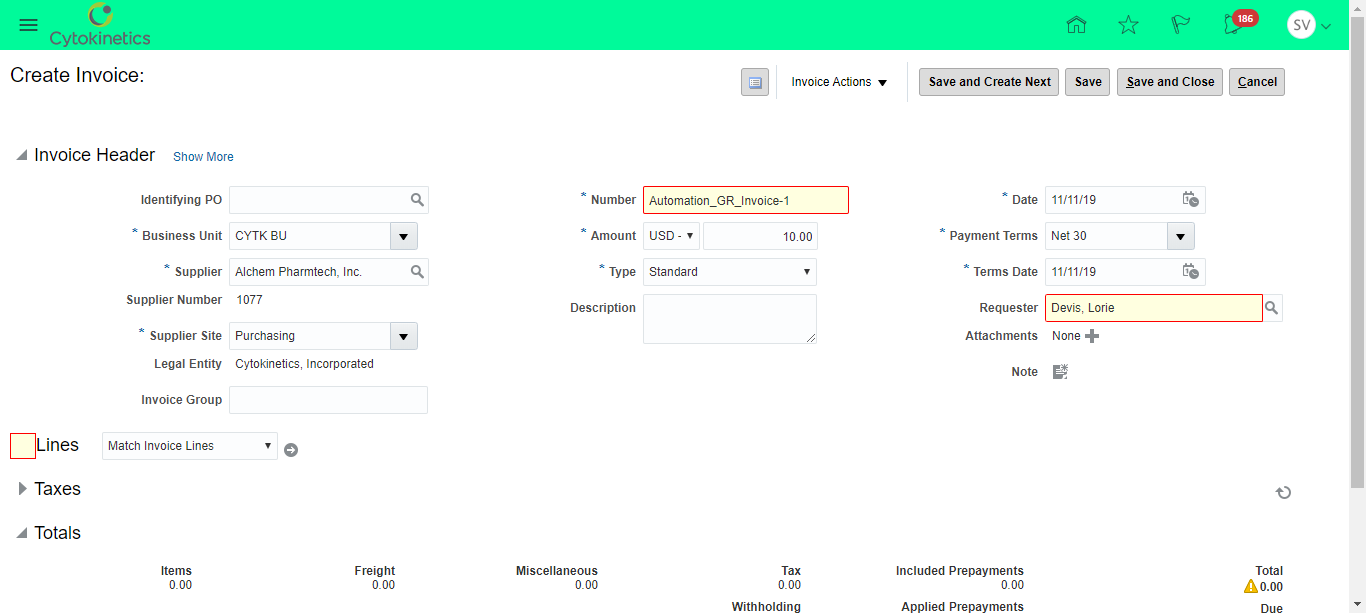 Cytokinetics
186
SV
Create Invoice:
Invoice Actions
Save and Create Next
Save
Save and Close
Cancel
Invoice Header
Show More
Identifying PO
* Business Unit CYTK BU
* Supplier Alchem Pharmtech, Inc.
Supplier Number 1077
* Supplier Site Purchasing
Legal Entity Cytokinetics, Incorporated
Invoice Group
* Number Automation_GR_Invoice-1
* Amount USD - 10.00
* Type Standard
Description
* Date 11/11/19
* Payment Terms Net 30
* Terms Date 11/11/19
Requester Devis, Lorie
Attachments None
Note
Lines Match Invoice Lines
Taxes
Totals
Items Freight Miscellaneous Tax Included Prepayments Total
0.00 0.00 0.00 0.00 0.00 0.00
Withholding Applied Prepayments Due